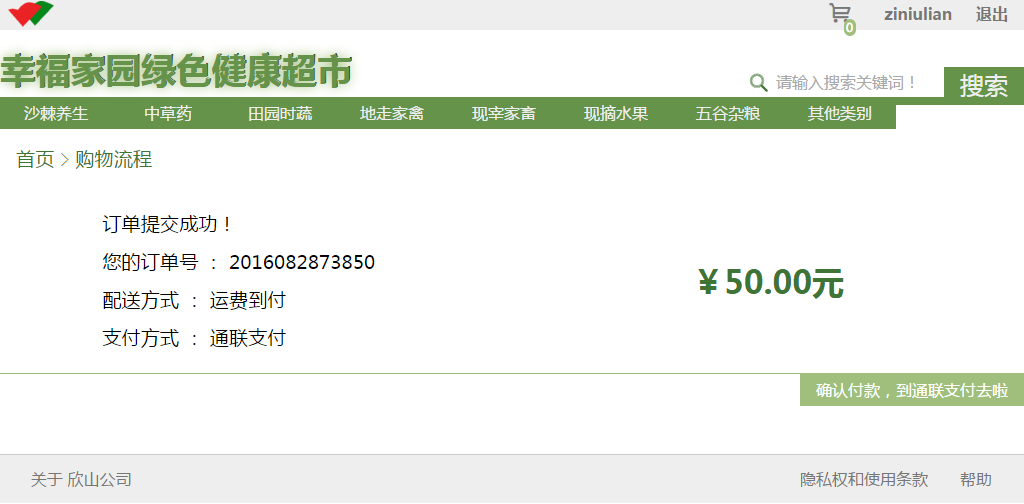 0 ziniulian 退出
幸福家园绿色健康超市
请输入搜索关键词！ 搜索
沙棘养生 中草药 田园时蔬 地走家禽 现宰家畜 现摘水果 五谷杂粮 其他类别
首页 > 购物流程
订单提交成功！
您的订单号 ： 2016082873850
￥50.00元
配送方式 ： 运费到付
支付方式 ： 通联支付
确认付款，到通联支付去啦
关于 欣山公司 隐私权和使用条款 帮助